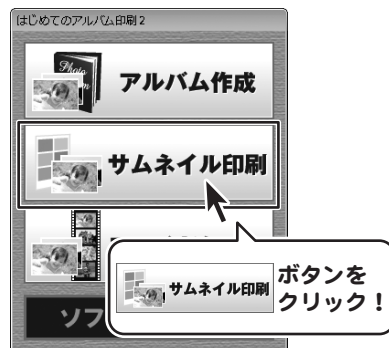 はじめてのアルバム印刷2
Photo
アルバム作成
サムネイル印刷
サムネイル印刷
ボタンを
クリック！
ソフ